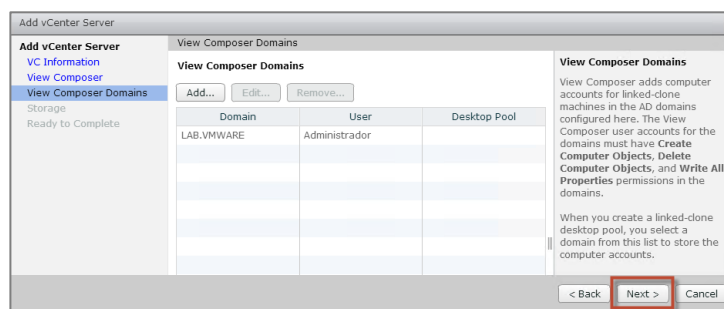 Add vCenter Server
Add vCenter Server
VC Information
View Composer
View Composer Domains
Storage
Ready to Complete
View Composer Domains
View Composer Domains
Add... Edit... Remove...
Domain User Desktop Pool
LAB.VMWARE Administrador
View Composer Domains
View Composer adds computer
accounts for linked-clone
machines in the AD domains
configured here. The View
Composer user accounts for the
domains must have Create
Computer Objects, Delete
Computer Objects, and Write All
Properties permissions in the
domains.
When you create a linked-clone
desktop pool, you select a
domain from this list to store the
computer accounts.
< Back Next > Cancel